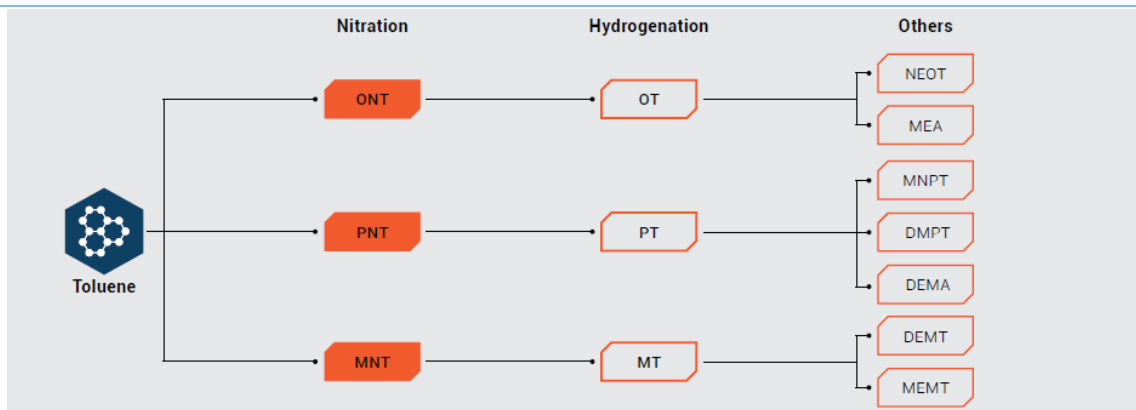 Nitration
Hydrogenation
Others
NEOT
ONT
OT
MEA
MNPT
PNT
PT
DMPT
Toluene
DEMA
DEMT
MNT
MT
MEMT